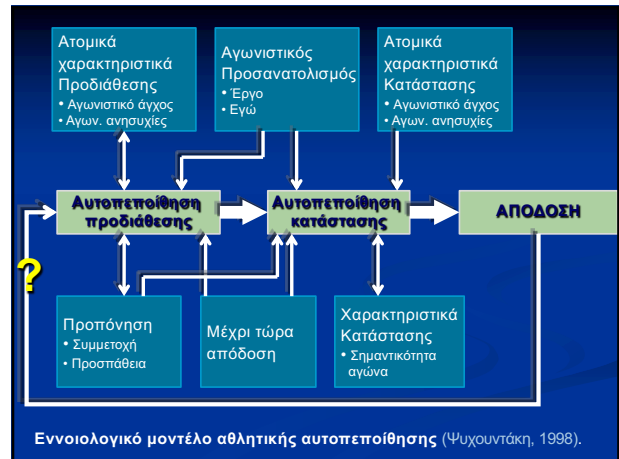 Ατομικά
χαρακτηριστικά
Προδιάθεσης
• Αγωνιστικό άγχος
• Αγων. ανησυχίες
Αγωνιστικός
Προσανατολισμός
• Έργο
• Εγώ
Ατομικά
χαρακτηριστικά
Κατάστασης
• Αγωνιστικό άγχος
• Αγων. ανησυχίες
Αυτοπεποίθηση
προδιάθεσης
Αυτοπεποίθηση
κατάστασης
ΑΠΟΔΟΣΗ
?
Προπόνηση
• Συμμετοχή
• Προσπάθεια
Μέχρι τώρα
απόδοση
Χαρακτηριστικά
Κατάστασης
• Σημαντικότητα
αγώνα
Εννοιολογικό μοντέλο αθλητικής αυτοπεποίθησης (Ψυχουντάκη, 1998).